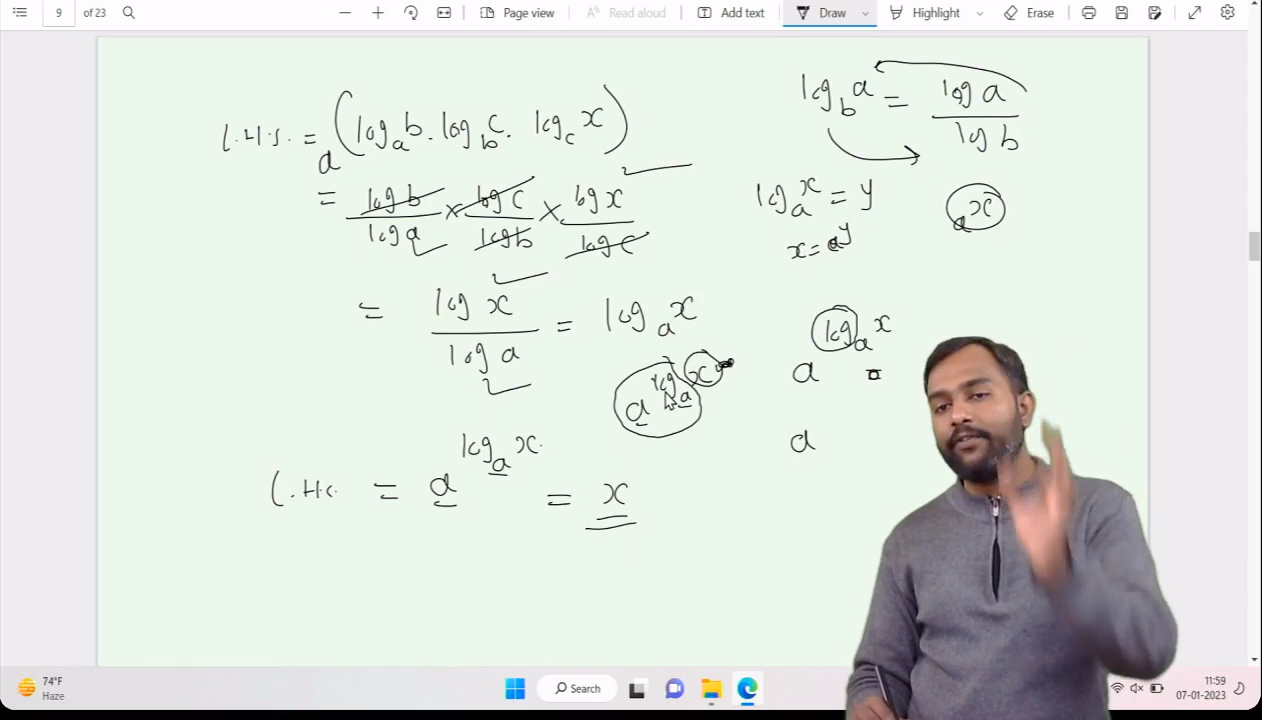 9 of 23 Page view Read aloud Add text Draw Highlight Erase
L.H.S. = a^(log_a b . log_b c . log_c x)
= log b / log a × log c / log b × log x / log c
= log x / log a = log_a x
a^log_a x
L.H.S. = a^log_a x = x
log_b a = log a / log b
log_a x = y
x = a^y
a^x
a^log_a x =
a
74°F
Haze
Search
11:59
07-01-2023